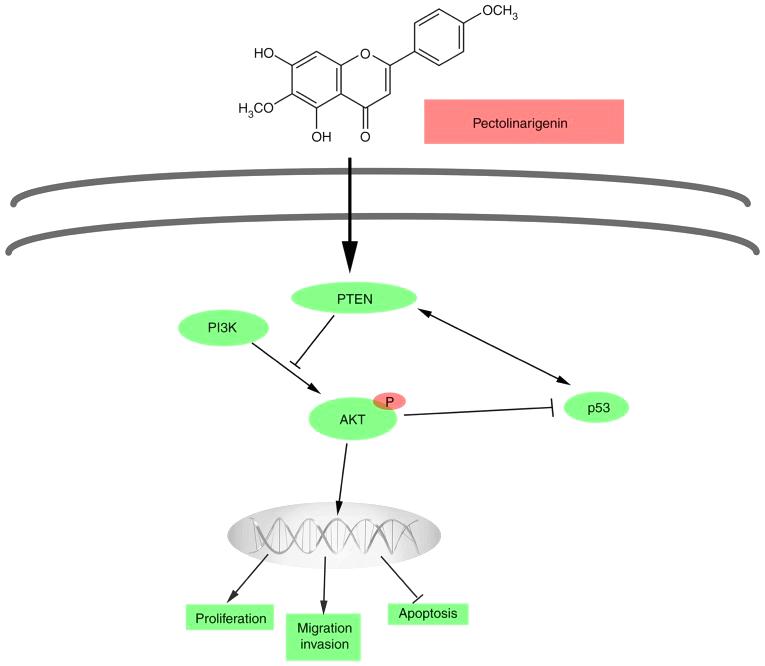 OCH₃
HO
O
H₃CO
OH
O
Pectolinarigenin
PTEN
PI3K
P
AKT
p53
Proliferation
Migration
invasion
Apoptosis